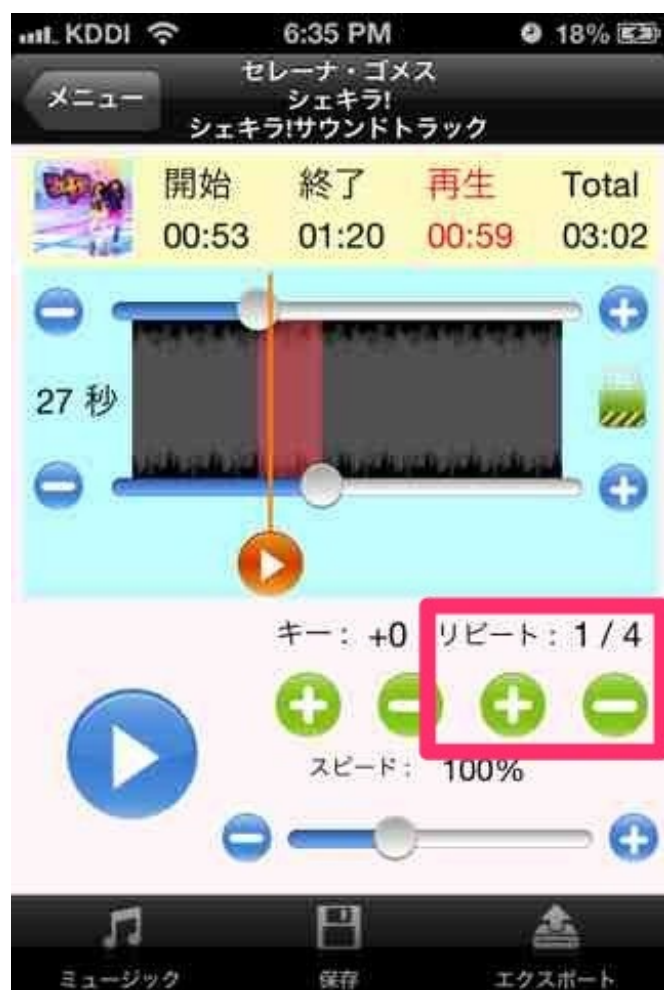 KDDI 6:35 PM 18%
メニュー
セレーナ・ゴメス
シェキラ!
シェキラ!サウンドトラック
開始 終了 再生 Total
00:53 01:20 00:59 03:02
27 秒
キー: +0 リピート: 1 / 4
スピード: 100%
ミュージック 保存 エクスポート